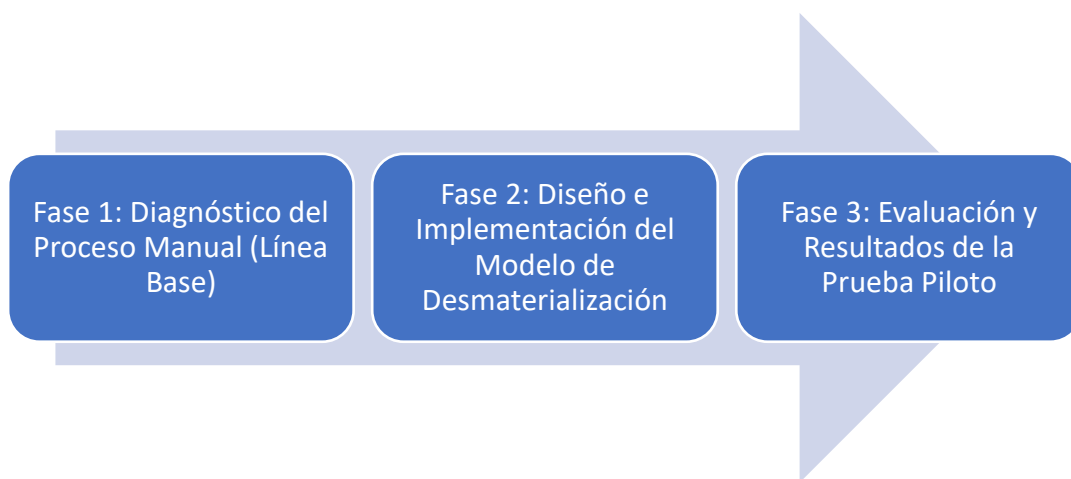 Fase 1: Diagnóstico del
Proceso Manual (Línea
Base)
Fase 2: Diseño e
Implementación del
Modelo de
Desmaterialización
Fase 3: Evaluación y
Resultados de la
Prueba Piloto